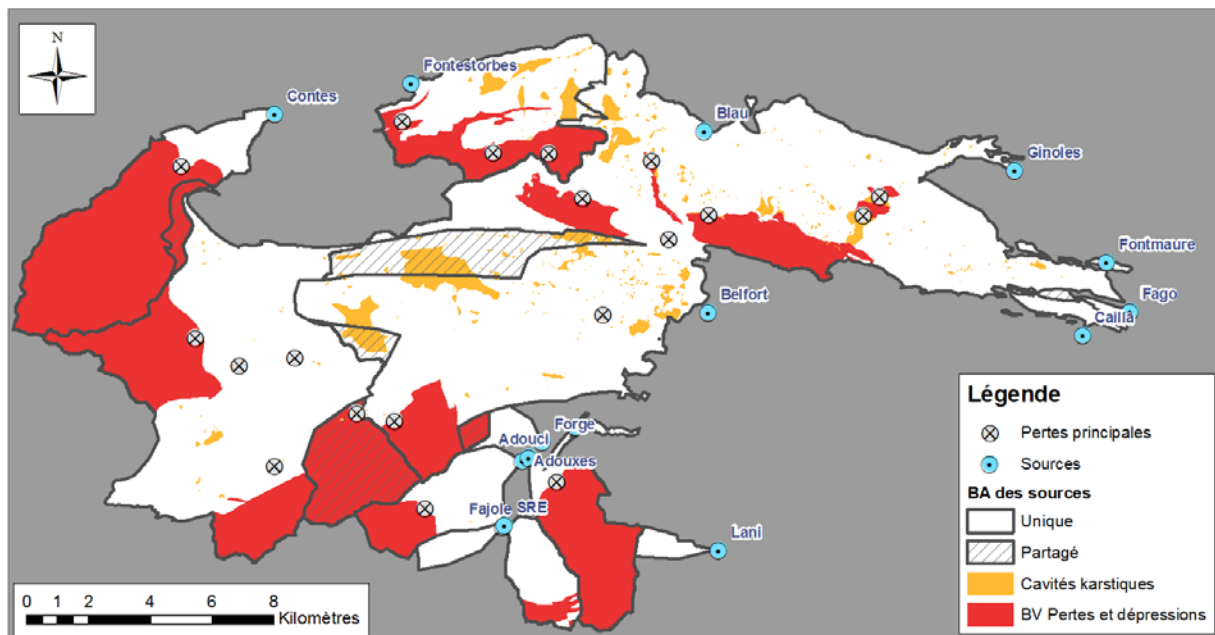 N
Fontestorbes
Contes
Blau
Ginoles
Fontmaure
Fago
Belfort
Caillâ
Forge
Adouci
Adouxes
Fajole SRE
Lani
Légende
Pertes principales
Sources
BA des sources
Unique
Partagé
Cavités karstiques
BV Pertes et dépressions
0 1 2 4 6 8
Kilomètres